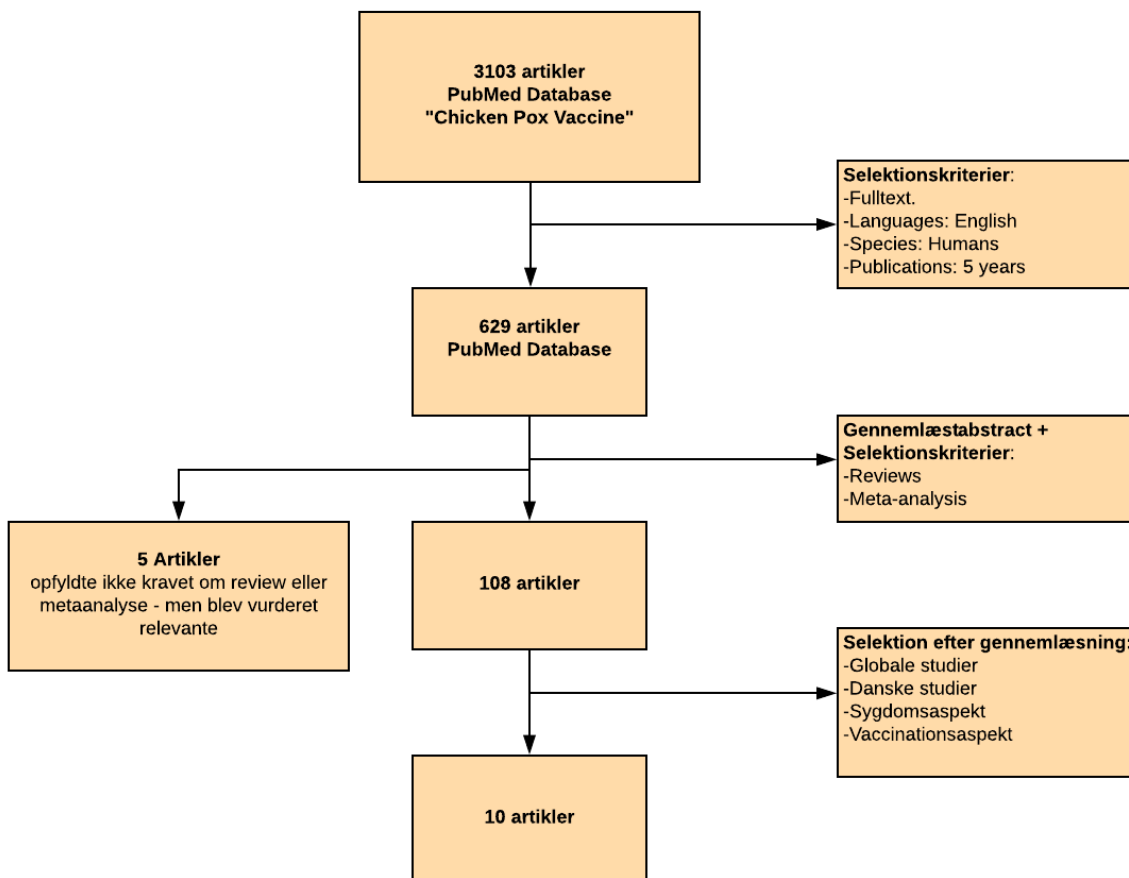 3103 artikler
PubMed Database
"Chicken Pox Vaccine"
Selektionskriterier:
-Fulltext.
-Languages: English
-Species: Humans
-Publications: 5 years
629 artikler
PubMed Database
Gennemlæstabstract +
Selektionskriterier:
-Reviews
-Meta-analysis
5 Artikler
opfyldte ikke kravet om review eller
metaanalyse - men blev vurderet
relevante
108 artikler
Selektion efter gennemlæsning:
-Globale studier
-Danske studier
-Sygdomsaspekt
-Vaccinationsaspekt
10 artikler